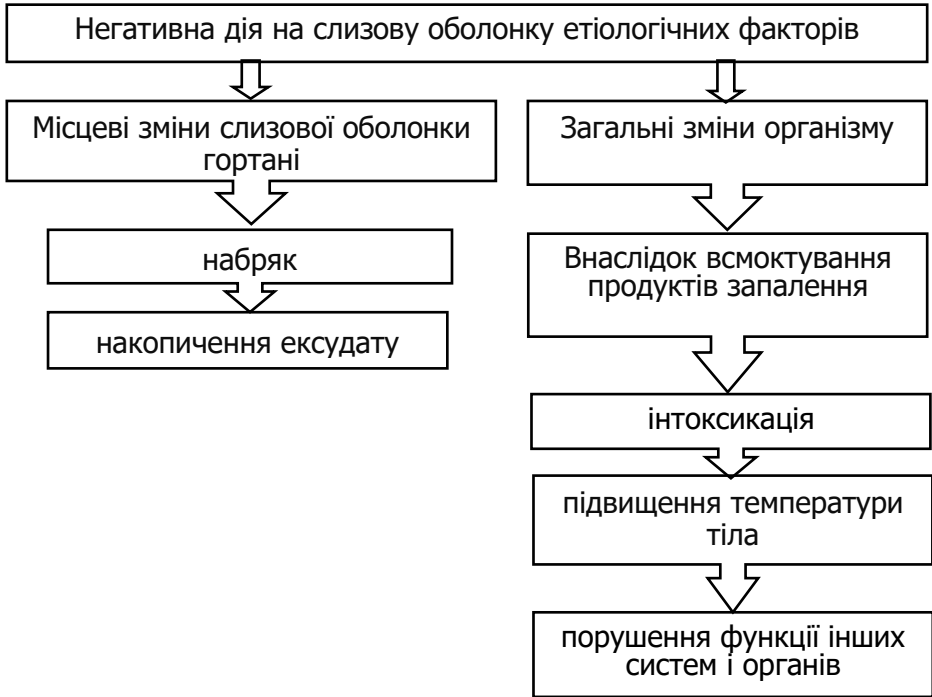 Негативна дія на слизову оболонку етіологічних факторів
Місцеві зміни слизової оболонки
гортані
набряк
накопичення ексудату
Загальні зміни організму
Внаслідок всмоктування
продуктів запалення
інтоксикація
підвищення температури
тіла
порушення функції інших
систем і органів